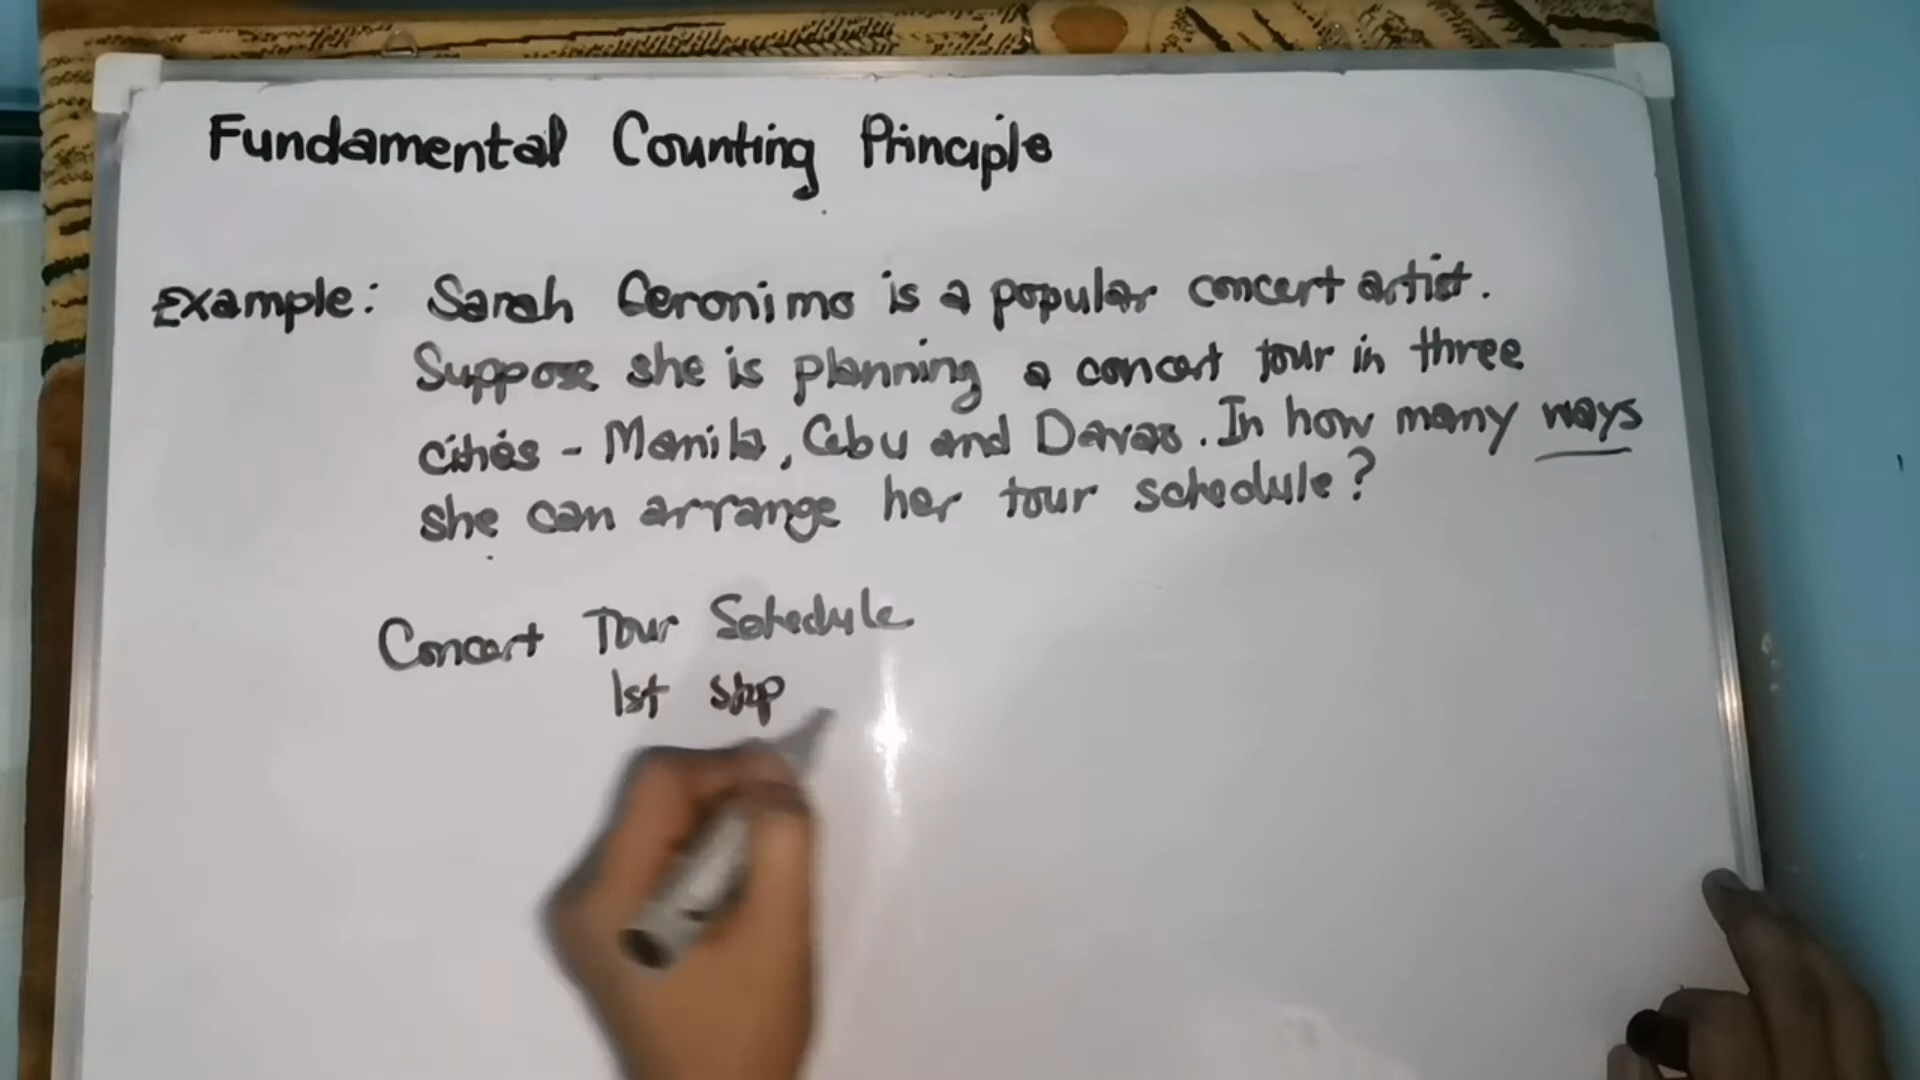 Fundamental Counting Principle
Example: Sarah Geronimo is a popular concert artist.
Suppose she is planning a concert tour in three
cities - Manila, Cebu and Davao. In how many ways
she can arrange her tour schedule?
Concert Tour Schedule
1st stop